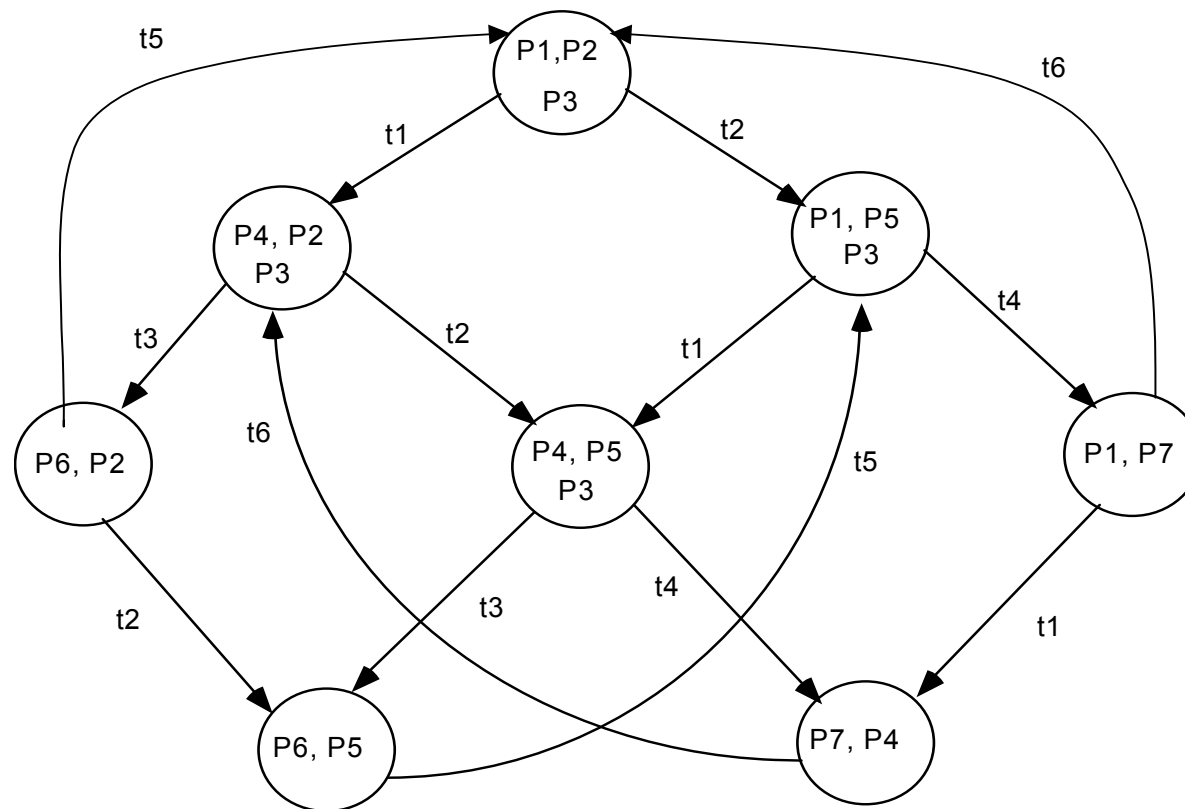 t5
P1,P2
P3
t6
t1
t2
P4, P2
P3
P1, P5
P3
t3
t2
t1
t4
t6
P6, P2
P4, P5
P3
t5
P1, P7
t2
t3
t4
t1
P6, P5
P7, P4